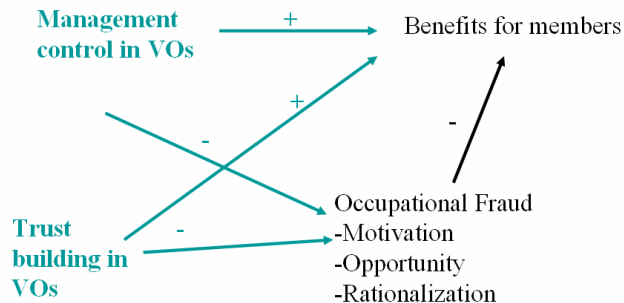 Management
control in VOs
+
Benefits for members
+
-
-
Occupational Fraud
-Motivation
-Opportunity
-Rationalization
-
Trust
building in
VOs